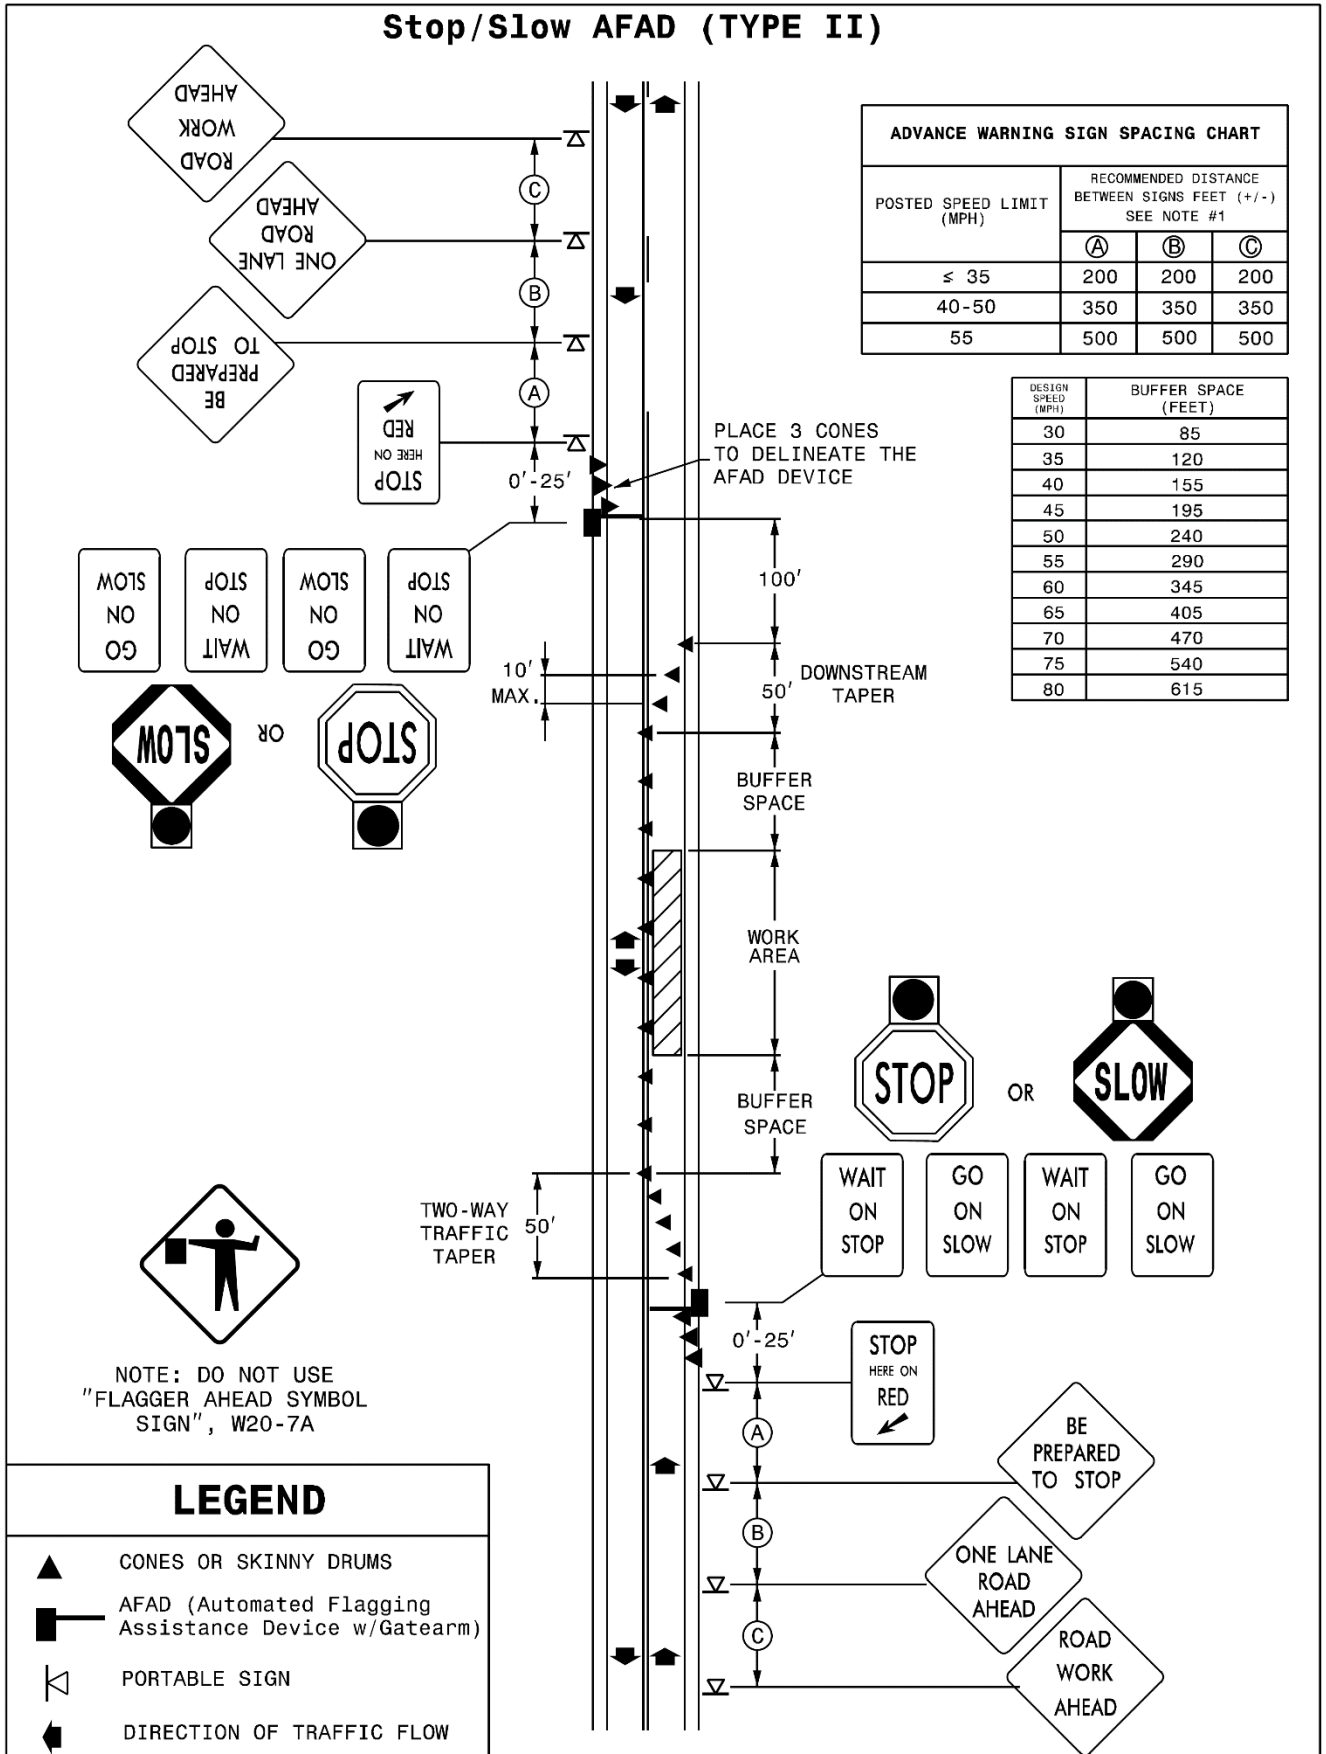 Stop/Slow AFAD (TYPE II)
ROAD
WORK
AHEAD
ONE LANE
ROAD
AHEAD
BE
PREPARED
TO STOP
STOP
HERE ON
RED
C
B
A
0'-25'
PLACE 3 CONES
TO DELINEATE THE
AFAD DEVICE
ADVANCE WARNING SIGN SPACING CHART
POSTED SPEED LIMIT
(MPH)
RECOMMENDED DISTANCE
BETWEEN SIGNS FEET (+/-)
SEE NOTE #1
A B C
≤ 35 200 200 200
40-50 350 350 350
55 500 500 500
DESIGN
SPEED
(MPH)
BUFFER SPACE
(FEET)
30 85
35 120
40 155
45 195
50 240
55 290
60 345
65 405
70 470
75 540
80 615
GO
ON
SLOW
WAIT
ON
STOP
GO
ON
SLOW
WAIT
ON
STOP
SLOW
OR
STOP
10'
MAX.
100'
50'
DOWNSTREAM
TAPER
BUFFER
SPACE
WORK
AREA
BUFFER
SPACE
TWO-WAY
TRAFFIC
TAPER
50'
STOP
OR
SLOW
WAIT
ON
STOP
GO
ON
SLOW
WAIT
ON
STOP
GO
ON
SLOW
0'-25'
STOP
HERE ON
RED
A
B
C
BE
PREPARED
TO STOP
ONE LANE
ROAD
AHEAD
ROAD
WORK
AHEAD
NOTE: DO NOT USE
"FLAGGER AHEAD SYMBOL
SIGN", W20-7A
LEGEND
CONES OR SKINNY DRUMS
AFAD (Automated Flagging
Assistance Device w/Gatearm)
PORTABLE SIGN
DIRECTION OF TRAFFIC FLOW